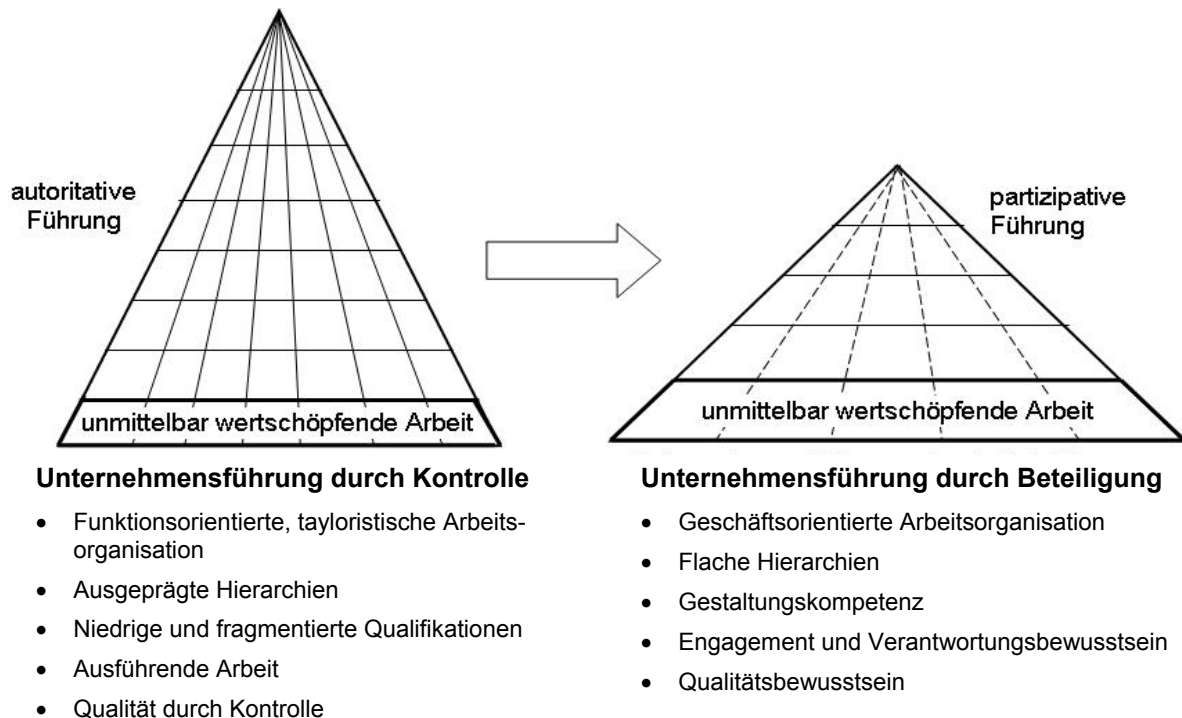 autoritative
Führung
partizipative
Führung
unmittelbar wertschöpfende Arbeit
unmittelbar wertschöpfende Arbeit
Unternehmensführung durch Kontrolle
• Funktionsorientierte, tayloristische Arbeits-
organisation
• Ausgeprägte Hierarchien
• Niedrige und fragmentierte Qualifikationen
• Ausführende Arbeit
• Qualität durch Kontrolle
Unternehmensführung durch Beteiligung
• Geschäftsorientierte Arbeitsorganisation
• Flache Hierarchien
• Gestaltungskompetenz
• Engagement und Verantwortungsbewusstsein
• Qualitätsbewusstsein